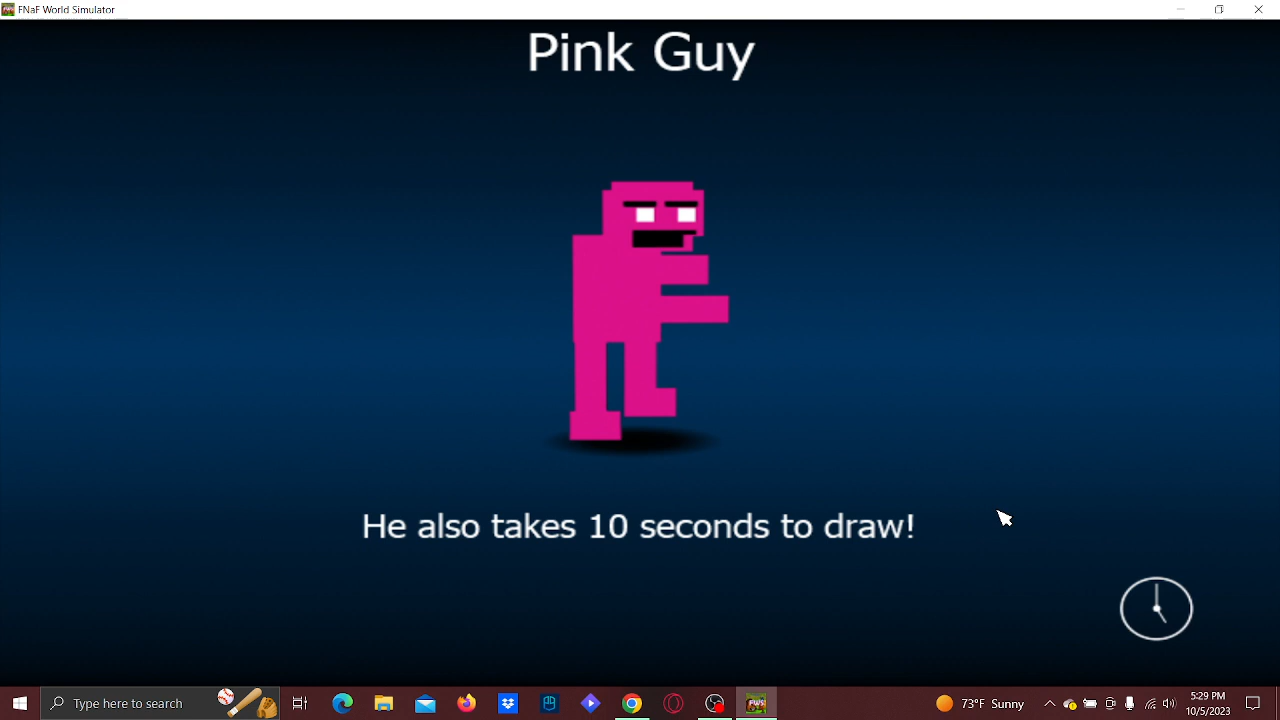 FNaF World Simulator
Pink Guy
He also takes 10 seconds to draw!
Type here to search
73°F Sunny
5:29 PM
10/5/2023